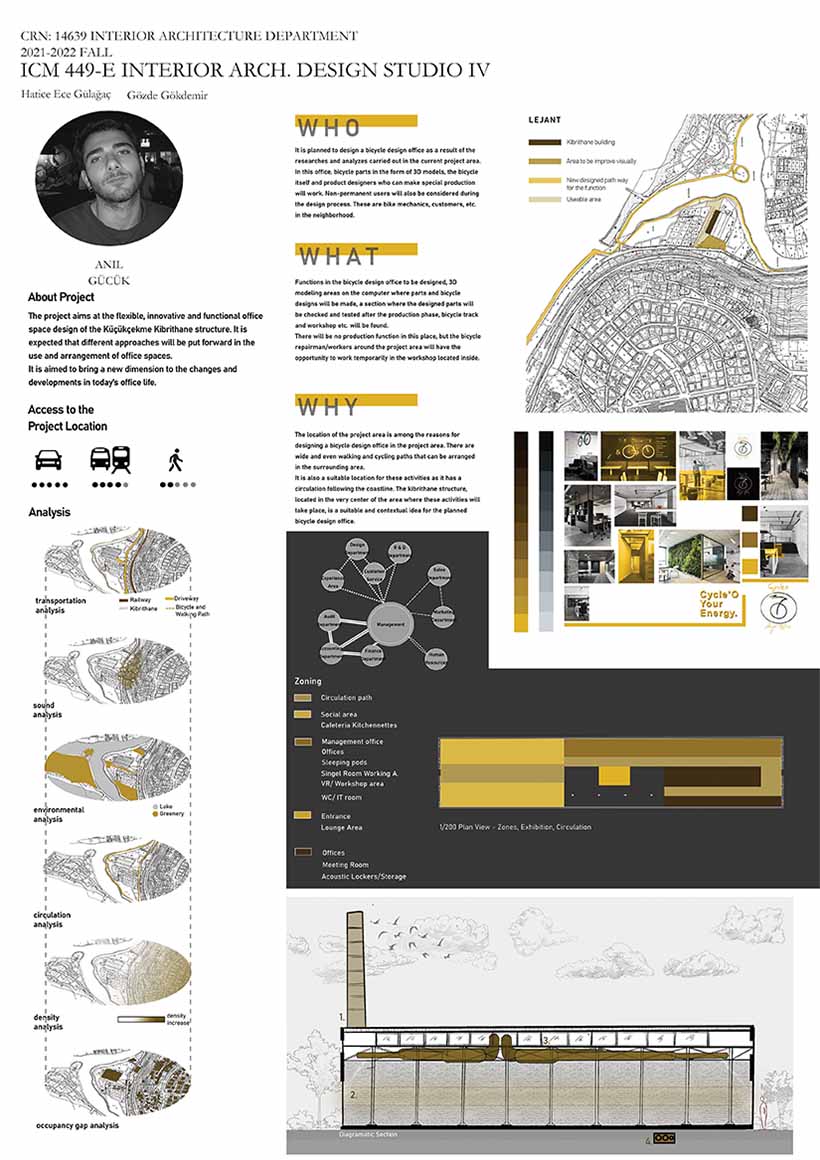 CRN: 14639 INTERIOR ARCHITECTURE DEPARTMENT
2021-2022 FALL
ICM 449-E INTERIOR ARCH. DESIGN STUDIO IV
Hatice Ece Gülağaç Gözde Gökdemir
ANIL
GÜCÜK
About Project
The project aims at the flexible, innovative and functional office
space design of the Küçükçekme Kibrithane structure. It is
expected that different approaches will be put forward in the
use and arrangement of office spaces.
It is aimed to bring a new dimension to the changes and
developments in today's office life.
Access to the
Project Location
Analysis
transportation
analysis
Railway
Kibrithane
Driveway
Bicycle and
Walking Path
sound
analysis
environmental
analysis
Lake
Greenery
circulation
analysis
density
analysis
density
increase
occupancy gap analysis
WHO
It is planned to design a bicycle design office as a result of the
researches and analyzes carried out in the current project area.
In this office, bicycle parts in the form of 3D models, the bicycle
itself and product designers who can make special production
will work. Non-permanent users will also be considered during
the design process. These are bike mechanics, customers, etc.
in the neighborhood.
WHAT
Functions in the bicycle design office to be designed, 3D
modeling areas on the computer where parts and bicycle
designs will be made, a section where the designed parts will
be checked and tested after the production phase, bicycle track
and workshop etc. will be found.
There will be no production function in this place, but the bicycle
repairman/workers around the project area will have the
opportunity to work temporarily in the workshop located inside.
WHY
The location of the project area is among the reasons for
designing a bicycle design office in the project area. There are
wide and even walking and cycling paths that can be arranged
in the surrounding area.
It is also a suitable location for these activities as it has a
circulation following the coastline. The kibrithane structure,
located in the very center of the area where these activities will
take place, is a suitable and contextual idea for the planned
bicycle design office.
Design
Department
R & D
Department
Experience
Area
Customer
Service
Sales
Department
Audit
Department
Management
Marketing
Department
Accounting
Department
Finance
Department
Human
Resources
Zoning
Circulation path
Social area
Cafeteria Kitchennettes
Management office
Offices
Sleeping pods
Singel Room Working A.
VR/ Workshop area
WC/ IT room
Entrance
Lounge Area
Offices
Meeting Room
Acoustic Lockers/Storage
1/200 Plan View - Zones, Exhibition, Circulation
LEJANT
Kibrithane building
Area to be improve visually
New designed path way
for the function
Useable area
Cycle'O
Your
Energy.
1.
2.
3.
4.
Diagramatic Section